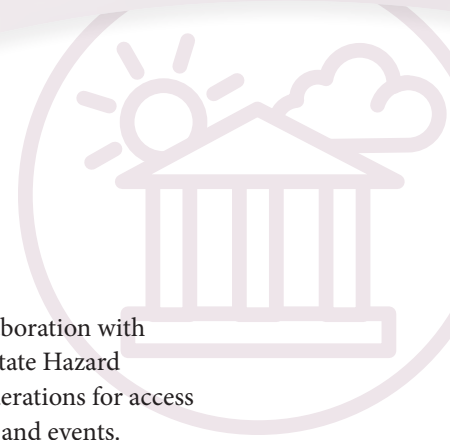 boration with
tate Hazard
erations for access
and events.